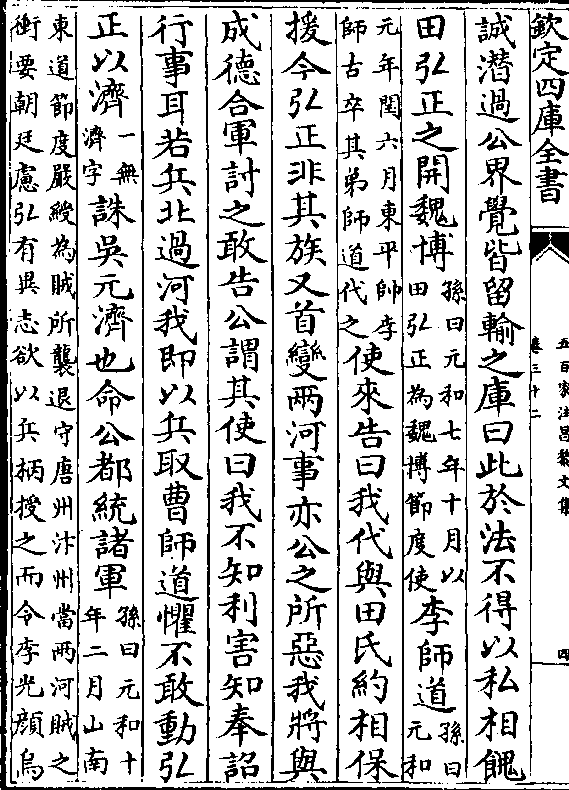 欽定四庫全書
五百家注昌黎文集
卷三十二
四
誠潛過公界覺皆留輸之庫曰此於法不得以私相餽
田弘正之開魏博孫曰元和七年十月以田弘正為魏博節度使李師道孫曰元和
元年閏六月東平帥李師古卒其弟師道代之使來告曰我代與田氏約相保
援今弘正非其族又首變兩河事亦公之所惡我將與
成德合軍討之敢告公謂其使曰我不知利害知奉詔
行事耳若兵北過河我即以兵取曹師道懼不敢動弘
正以濟一無濟字誅吳元濟也命公都統諸軍孫曰元和十年二月山南
東道節度嚴綬為賊所襲退守唐州汴州當兩河賊之
衝要朝廷慮弘有異志欲以兵柄授之而令李光顏烏